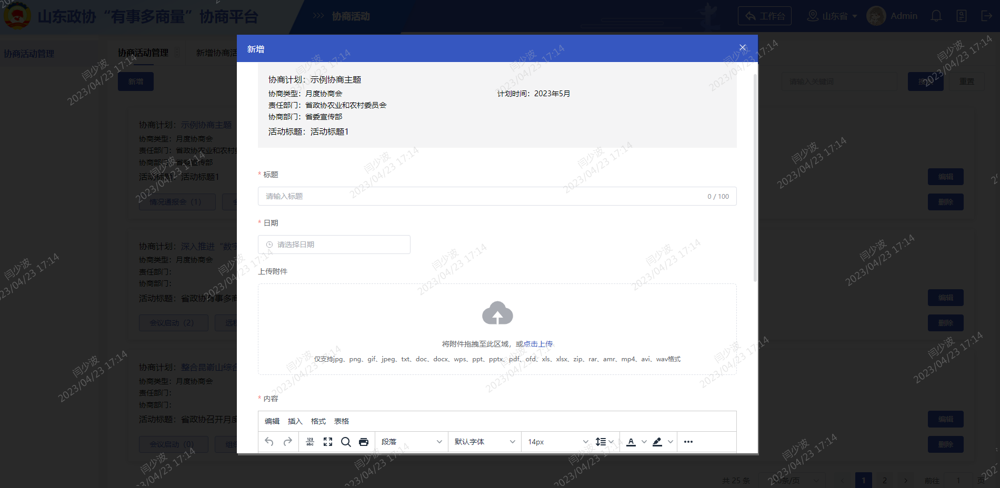 山东政协“有事多商量”协商平台
协商活动
工作台
山东省
Admin
协商活动管理
协商活动管理
新增协商活
新增
请输入关键词
重置
协商计划：示例协商主题
协商类型：月度协商会
责任部门：省政协农业和农村
协商部门：省委宣传部
活动标题：活动标题1
情况通报会（1）
编辑
删除
协商计划：深入推进“数字
协商类型：月度协商会
责任部门：
协商部门：
活动标题：省政协有事多商
会议启动（2）
远程
编辑
删除
协商计划：整合昆嵛山综合
协商类型：月度协商会
责任部门：
协商部门：
活动标题：省政协召开月度
会议启动（0）
组织
编辑
删除
共 25 条
条/页
1
2
前往
1
页
新增
协商计划：示例协商主题
协商类型：月度协商会
计划时间：2023年5月
责任部门：省政协农业和农村委员会
协商部门：省委宣传部
活动标题：活动标题1
* 标题
请输入标题
0 / 100
* 日期
请选择日期
上传附件
将附件拖拽至此区域，或点击上传
仅支持jpg、png、gif、jpeg、txt、doc、docx、wps、ppt、pptx、pdf、ofd、xls、xlsx、zip、rar、amr、mp4、avi、wav格式
* 内容
编辑 插入 格式 表格
段落
默认字体
14px
闫少波
2023/04/23 17:14